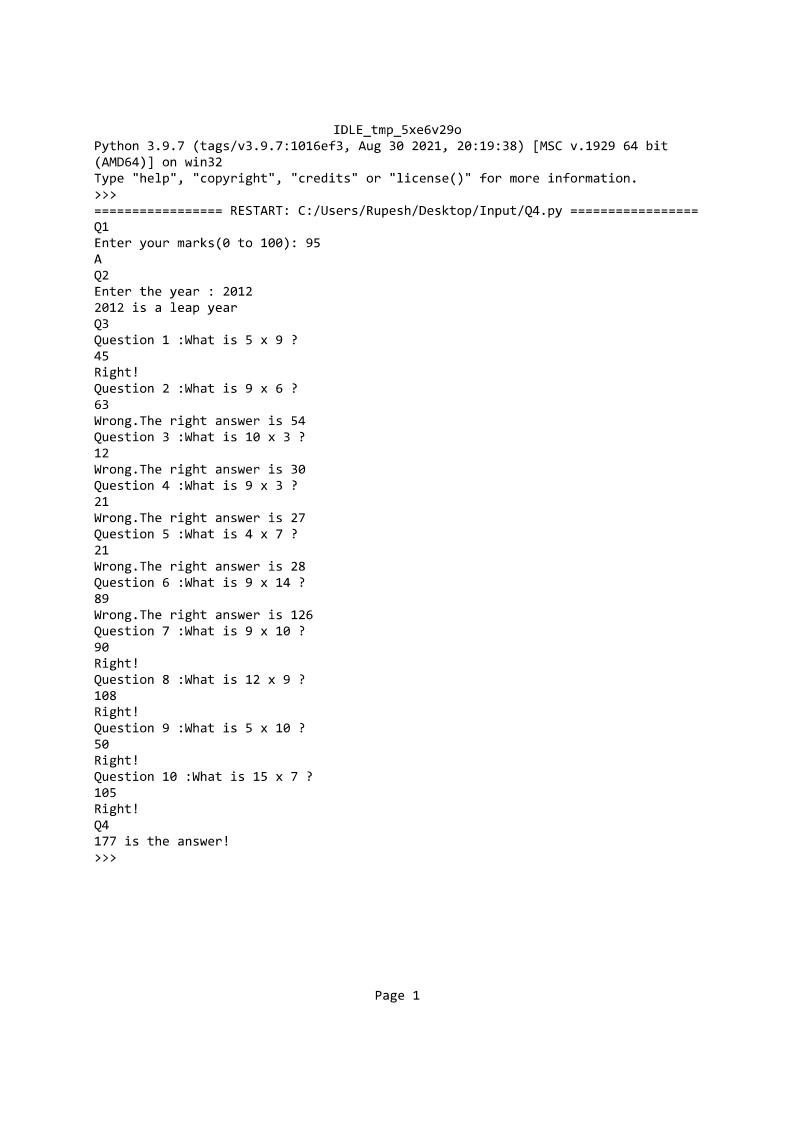 IDLE_tmp_5xe6v29o
Python 3.9.7 (tags/v3.9.7:1016ef3, Aug 30 2021, 20:19:38) [MSC v.1929 64 bit
(AMD64)] on win32
Type "help", "copyright", "credits" or "license()" for more information.
>>>
================= RESTART: C:/Users/Rupesh/Desktop/Input/Q4.py =================
Q1
Enter your marks(0 to 100): 95
A
Q2
Enter the year : 2012
2012 is a leap year
Q3
Question 1 :What is 5 x 9 ?
45
Right!
Question 2 :What is 9 x 6 ?
63
Wrong.The right answer is 54
Question 3 :What is 10 x 3 ?
12
Wrong.The right answer is 30
Question 4 :What is 9 x 3 ?
21
Wrong.The right answer is 27
Question 5 :What is 4 x 7 ?
21
Wrong.The right answer is 28
Question 6 :What is 9 x 14 ?
89
Wrong.The right answer is 126
Question 7 :What is 9 x 10 ?
90
Right!
Question 8 :What is 12 x 9 ?
108
Right!
Question 9 :What is 5 x 10 ?
50
Right!
Question 10 :What is 15 x 7 ?
105
Right!
Q4
177 is the answer!
>>>
Page 1